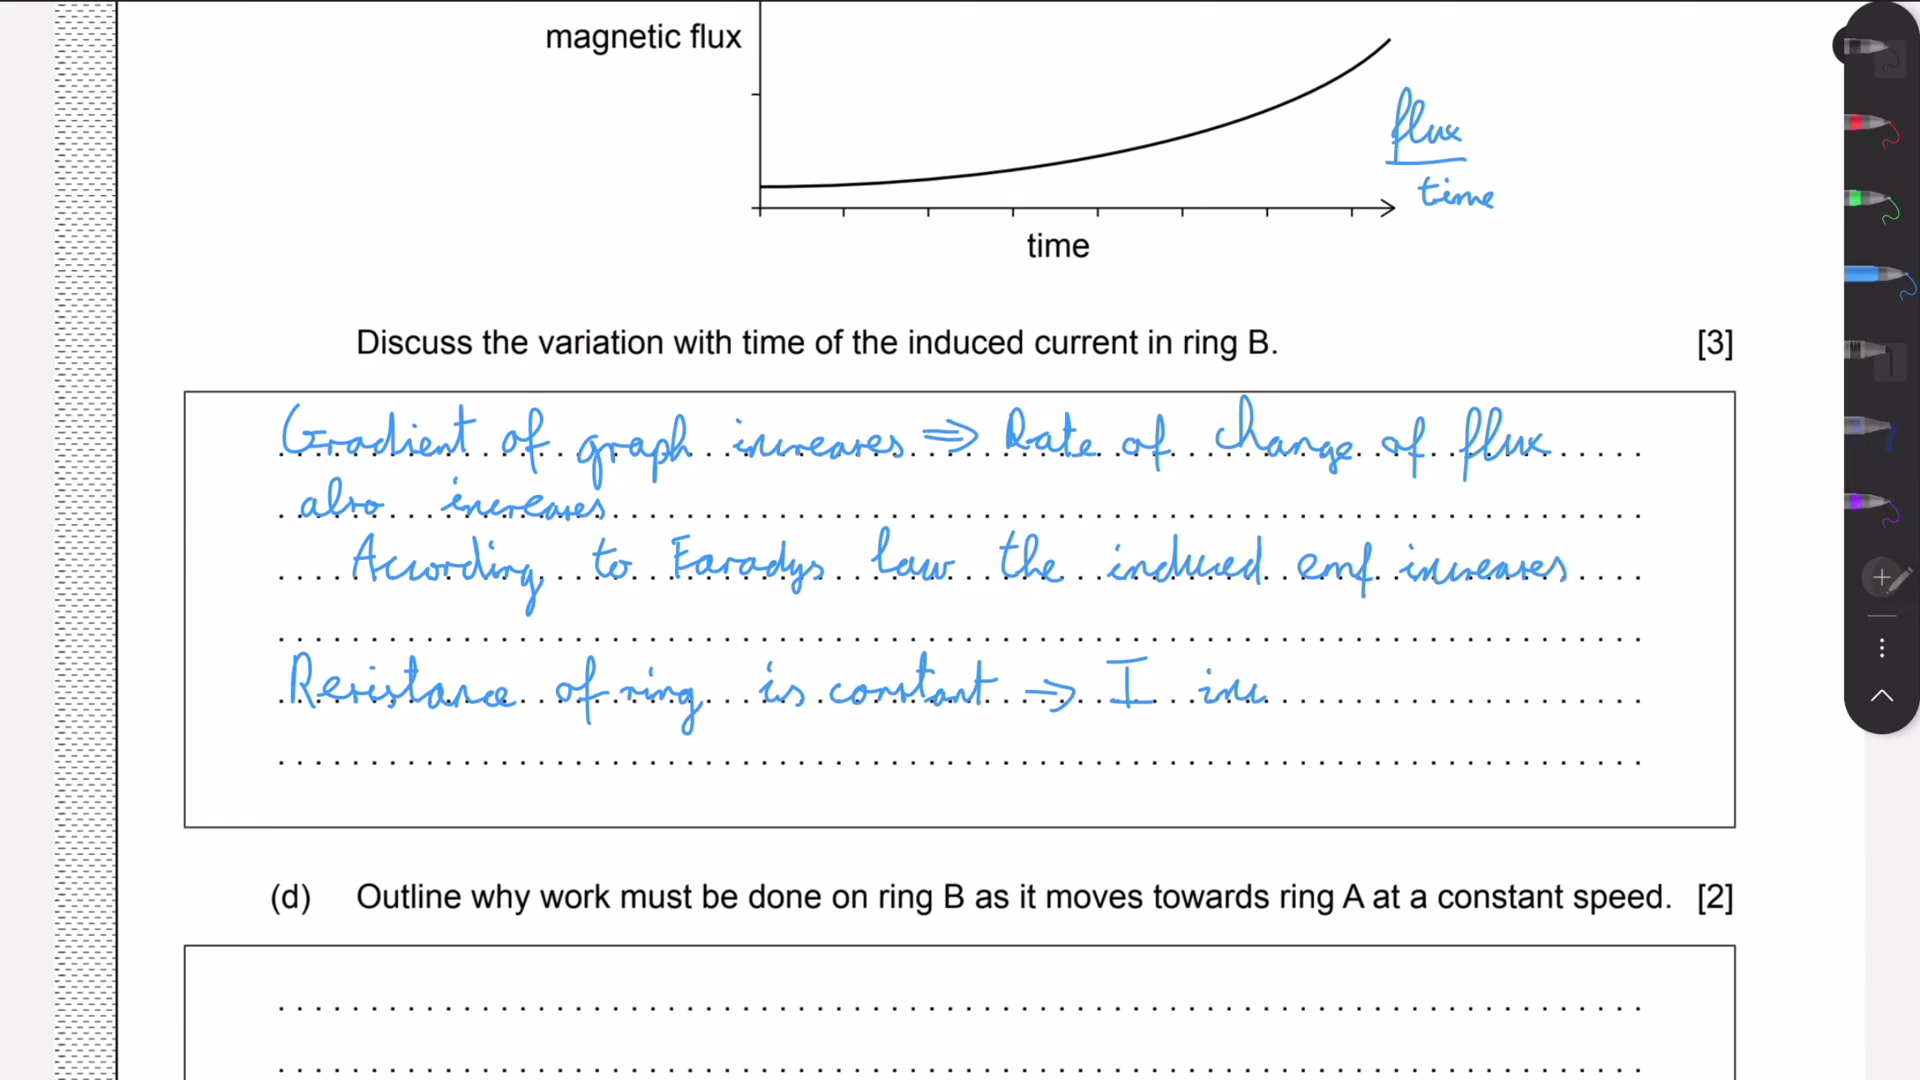 magnetic flux
flux
time
time
Discuss the variation with time of the induced current in ring B. [3]
Gradient of graph increases ⇒ Rate of change of flux
also increases
Acording to Faradys law the induced emf increases
Resistance of ring is constant ⇒ I inc
(d) Outline why work must be done on ring B as it moves towards ring A at a constant speed. [2]